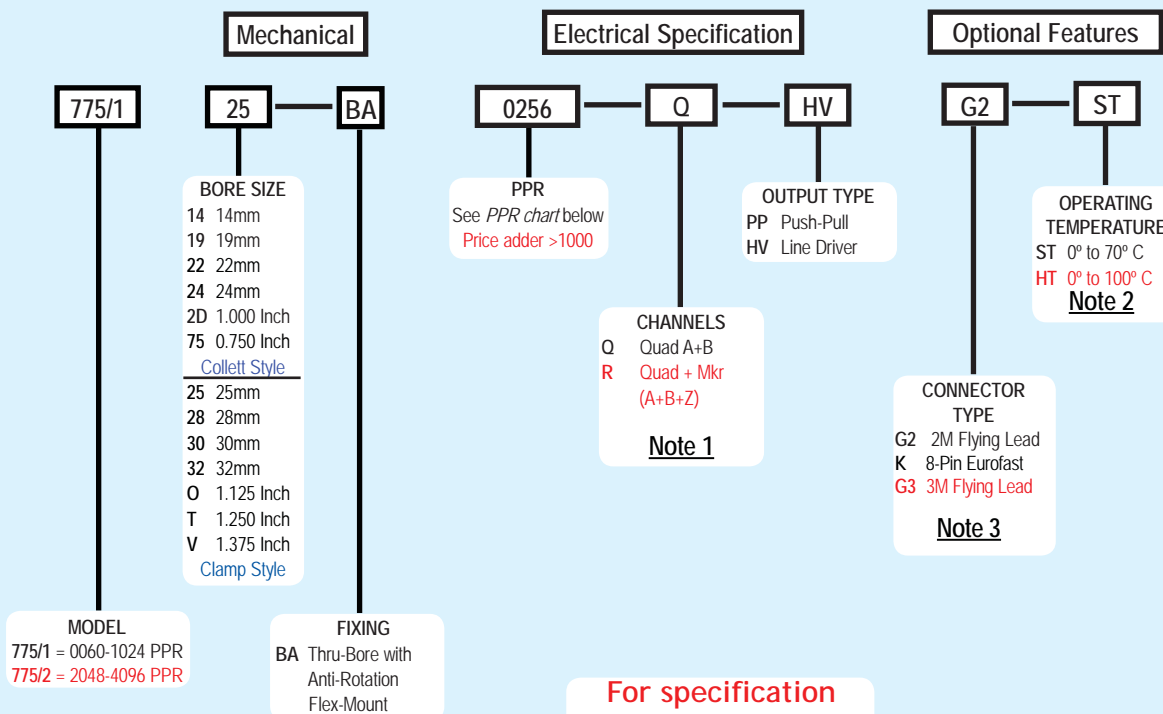 Mechanical
Electrical Specification
Optional Features
775/1
25
BA
0256
Q
HV
G2
ST
BORE SIZE
14 14mm
19 19mm
22 22mm
24 24mm
2D 1.000 Inch
75 0.750 Inch
Collett Style
25 25mm
28 28mm
30 30mm
32 32mm
O 1.125 Inch
T 1.250 Inch
V 1.375 Inch
Clamp Style
PPR
See PPR chart below
Price adder >1000
OUTPUT TYPE
PP Push-Pull
HV Line Driver
OPERATING
TEMPERATURE
ST 0º to 70º C
HT 0º to 100º C
Note 2
CHANNELS
Q Quad A+B
R Quad + Mkr
(A+B+Z)
Note 1
CONNECTOR
TYPE
G2 2M Flying Lead
K 8-Pin Eurofast
G3 3M Flying Lead
Note 3
MODEL
775/1 = 0060-1024 PPR
775/2 = 2048-4096 PPR
FIXING
BA Thru-Bore with
Anti-Rotation
Flex-Mount
For specification